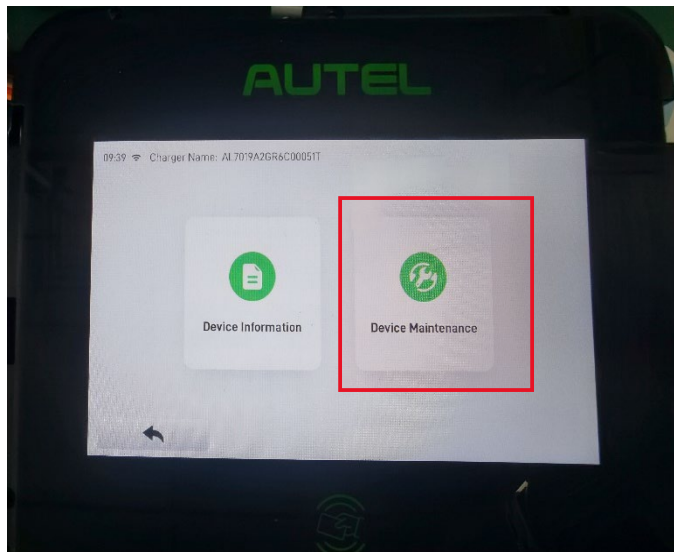 AUTEL
09:39 Charger Name: AL7019A2GR6C00051T
Device Information
Device Maintenance